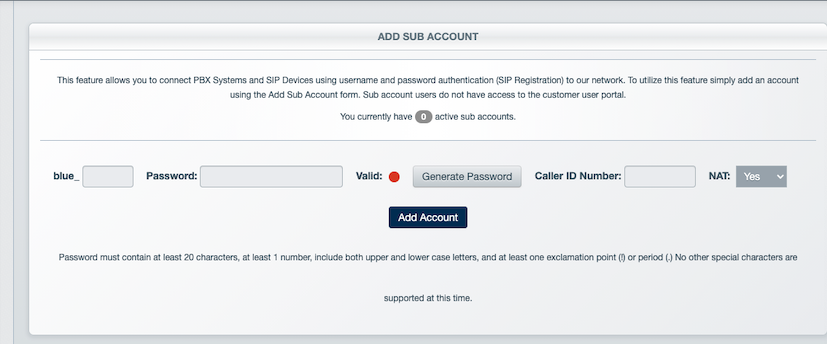 ADD SUB ACCOUNT
This feature allows you to connect PBX Systems and SIP Devices using username and password authentication (SIP Registration) to our network. To utilize this feature simply add an account
using the Add Sub Account form. Sub account users do not have access to the customer user portal.
You currently have 0 active sub accounts.
blue_ Password: Valid: Generate Password Caller ID Number: NAT: Yes
Add Account
Password must contain at least 20 characters, at least 1 number, include both upper and lower case letters, and at least one exclamation point (!) or period (.) No other special characters are
supported at this time.